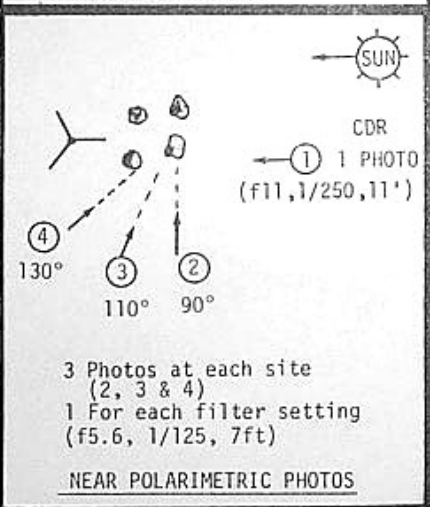 SUN
CDR
1 1 PHOTO
(f11,1/250,11')
4
130°
3
110°
2
90°
3 Photos at each site
(2, 3 & 4)
1 For each filter setting
(f5.6, 1/125, 7ft)
NEAR POLARIMETRIC PHOTOS